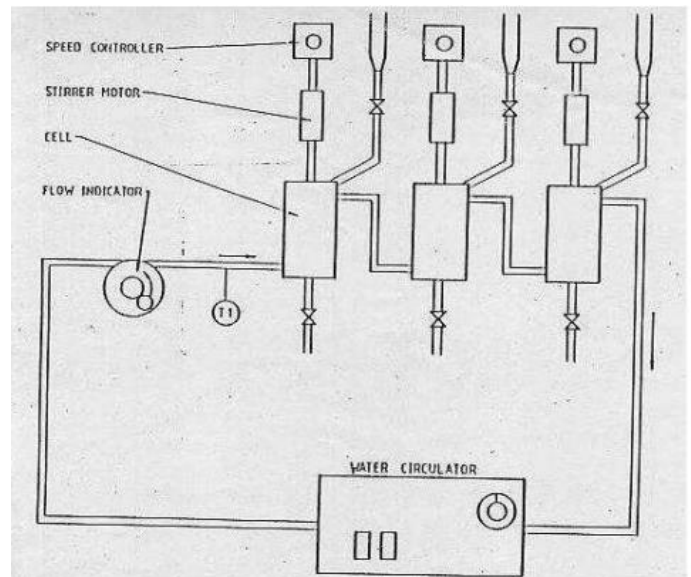 SPEED CONTROLLER
STIRRER MOTOR
CELL
FLOW INDICATOR
T1
WATER CIRCULATOR